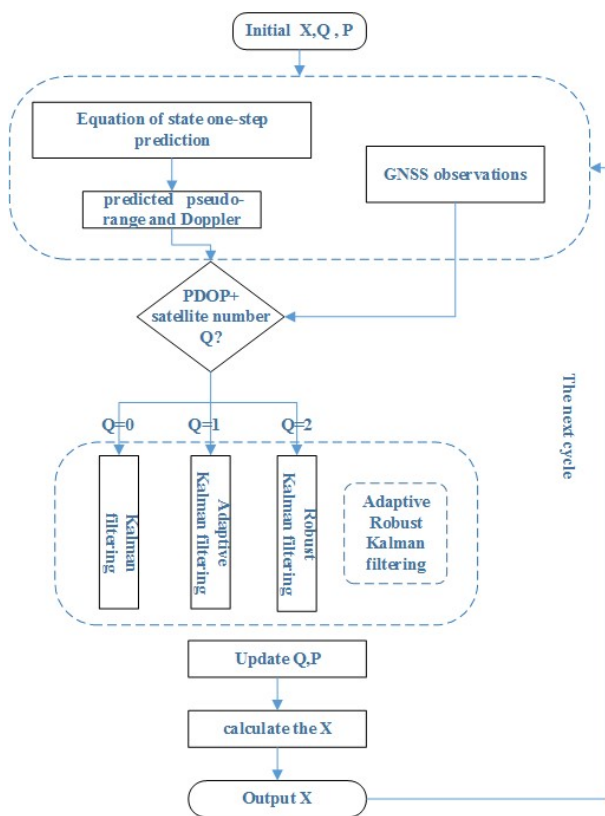 Initial X,Q , P
Equation of state one-step
prediction
GNSS observations
predicted pseudo-
range and Doppler
PDOP+
satellite number
Q?
The next cycle
Q=0
Q=1
Q=2
Kalman
filtering
Adaptive
Kalman filtering
Robust
Kalman filtering
Adaptive
Robust
Kalman
filtering
Update Q,P
calculate the X
Output X